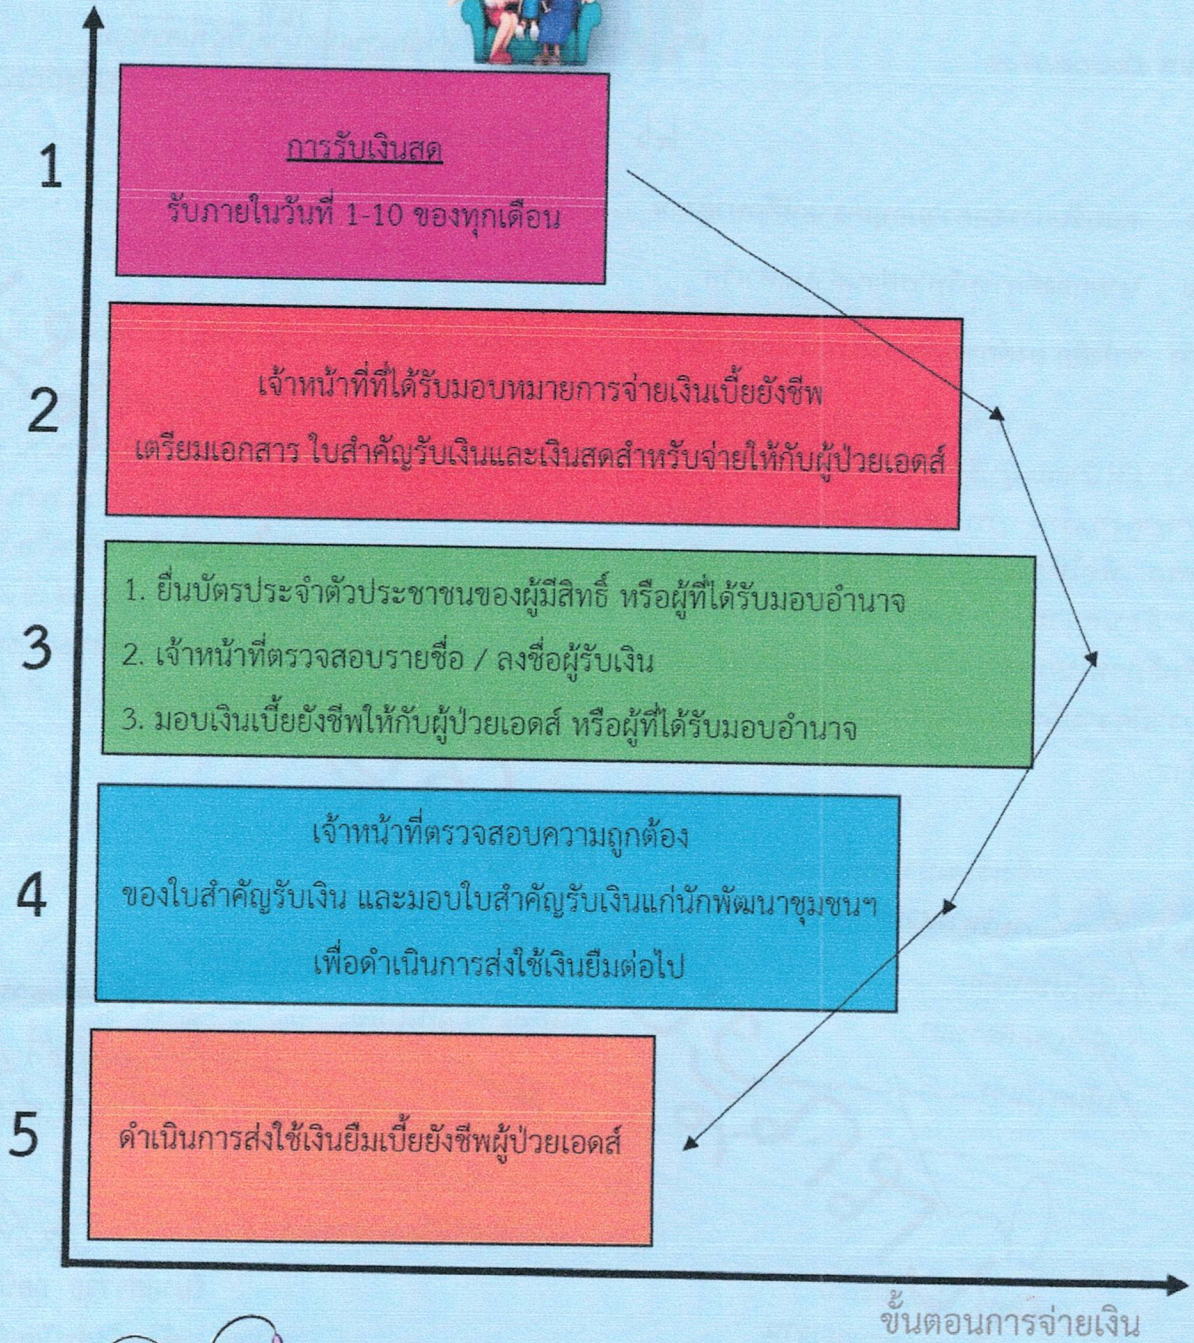 1
การรับเงินสด
รับภายในวันที่ 1-10 ของทุกเดือน
2
เจ้าหน้าที่ที่ได้รับมอบหมายการจ่ายเงินเบี้ยยังชีพ
เตรียมเอกสาร ใบสำคัญรับเงินและเงินสดสำหรับจ่ายให้กับผู้ป่วยเอดส์
3
1. ยื่นบัตรประจำตัวประชาชนของผู้มีสิทธิ์ หรือผู้ที่ได้รับมอบอำนาจ
2. เจ้าหน้าที่ตรวจสอบรายชื่อ / ลงชื่อผู้รับเงิน
3. มอบเงินเบี้ยยังชีพให้กับผู้ป่วยเอดส์ หรือผู้ที่ได้รับมอบอำนาจ
4
เจ้าหน้าที่ตรวจสอบความถูกต้อง
ของใบสำคัญรับเงิน และมอบใบสำคัญรับเงินแก่นักพัฒนาชุมชนฯ
เพื่อดำเนินการส่งใช้เงินยืมต่อไป
5
ดำเนินการส่งใช้เงินยืมเบี้ยยังชีพผู้ป่วยเอดส์
ขั้นตอนการจ่ายเงิน